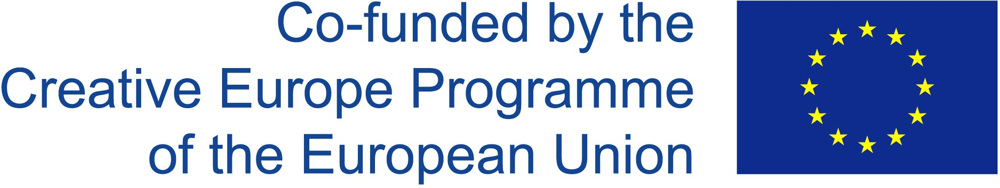 Co-funded by the
Creative Europe Programme
of the European Union